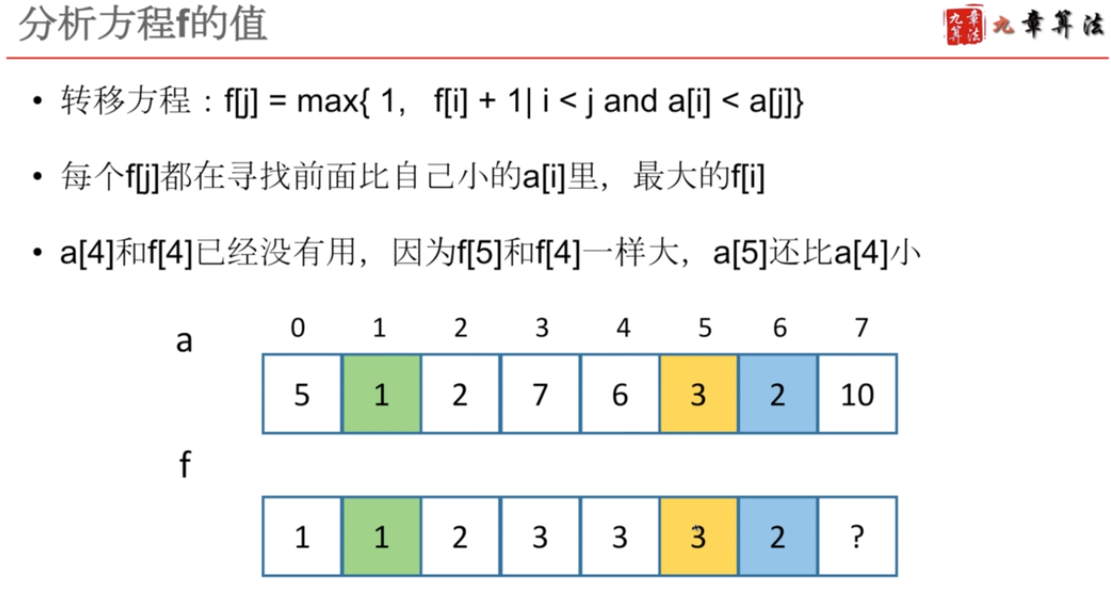 分析方程f的值
九章算法
九章算法
• 转移方程：f[j] = max{ 1, f[i] + 1| i < j and a[i] < a[j]}
• 每个f[j]都在寻找前面比自己小的a[i]里，最大的f[i]
• a[4]和f[4]已经没有用，因为f[5]和f[4]一样大，a[5]还比a[4]小
0 1 2 3 4 5 6 7
a
5 1 2 7 6 3 2 10
f
1 1 2 3 3 3 2 ?